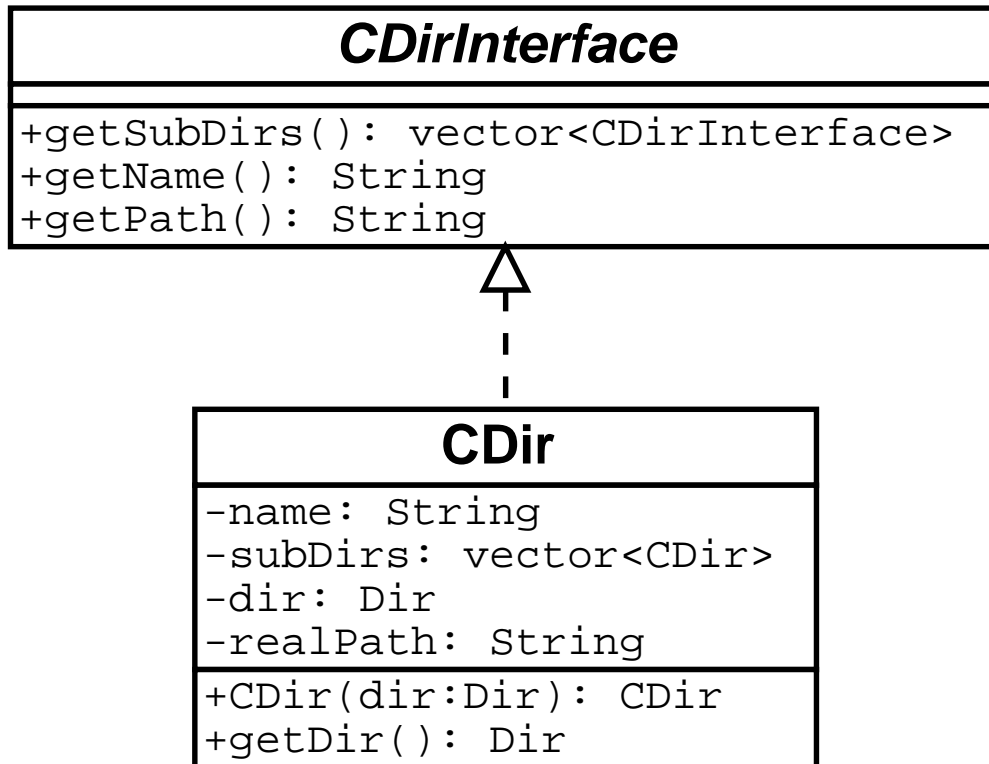 CDirInterface
+getSubDirs(): vector<CDirInterface>
+getName(): String
+getPath(): String
CDir
-name: String
-subDirs: vector<CDir>
-dir: Dir
-realPath: String
+CDir(dir:Dir): CDir
+getDir(): Dir